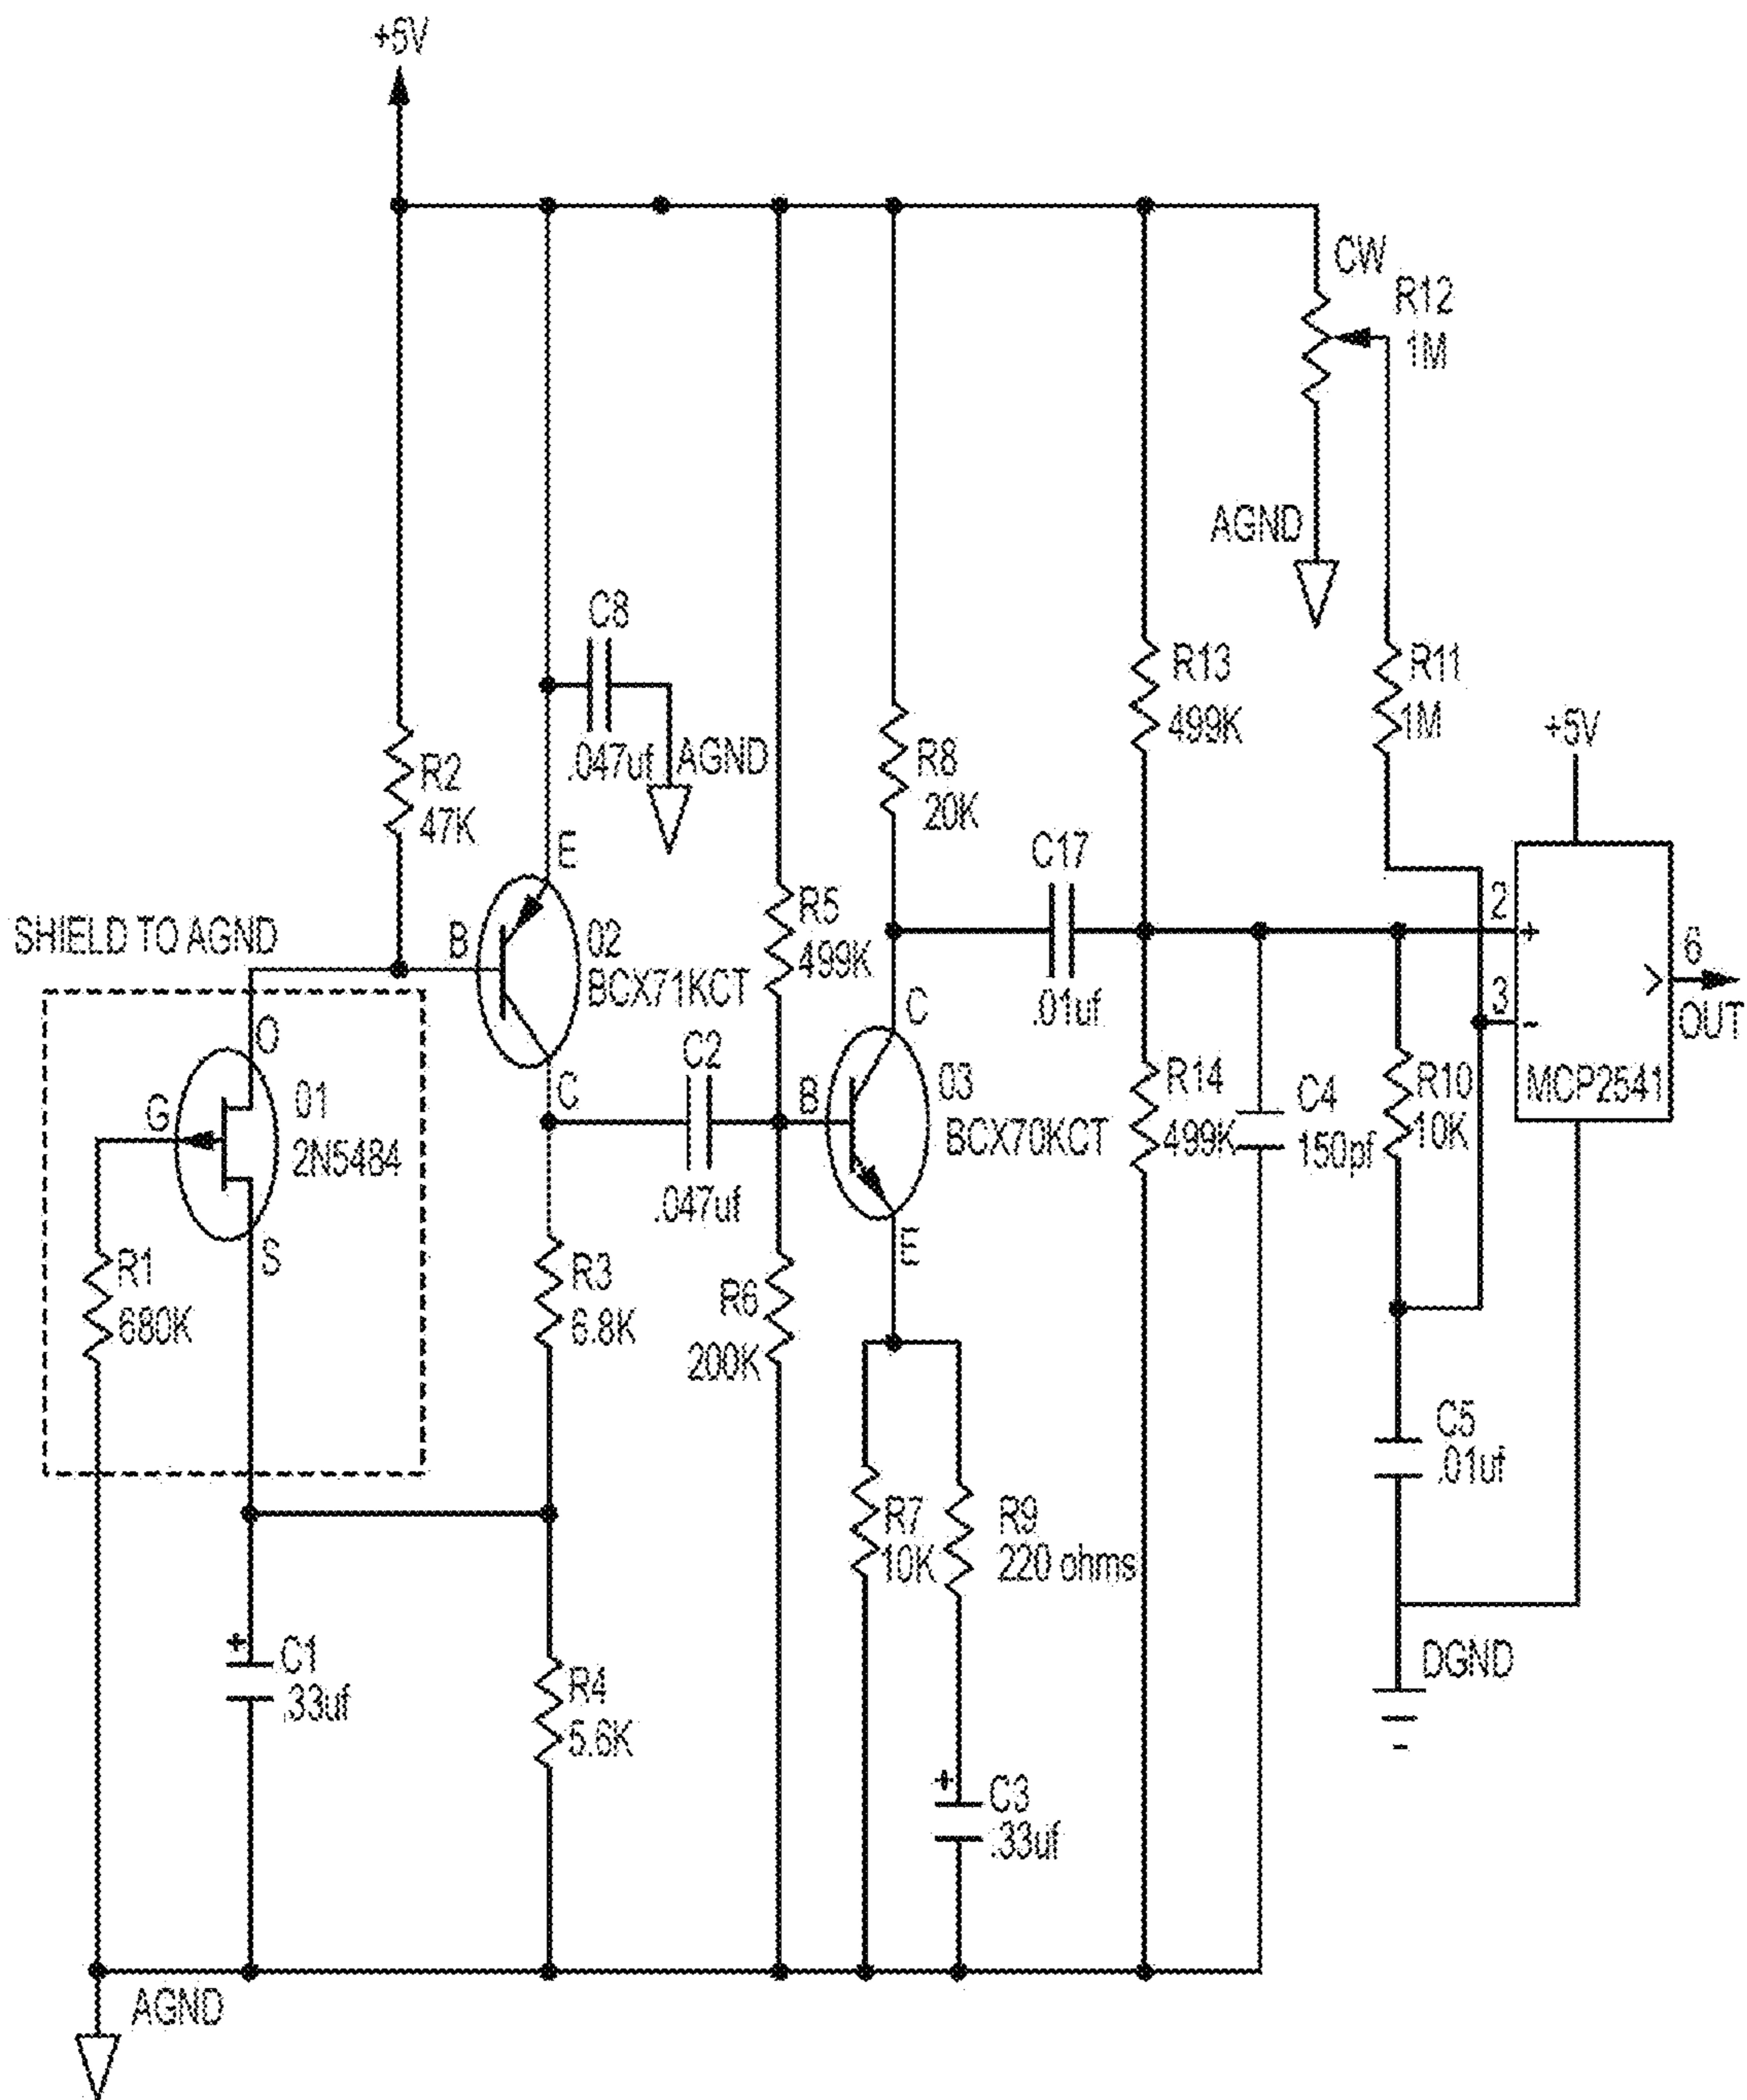 +5V
CW
R12
1M
AGND
C8
.047uf
AGND
R13
499K
R11
1M
+5V
R2
47K
R8
20K
E
C17
.01uf
2
+
SHIELD TO AGND
B
02
BCX71KCT
R5
499K
6
OUT
3
-
MCP2541
O
G
01
2N5484
S
C
C2
.047uf
C
B
03
BCX70KCT
E
R14
499K
C4
150pf
R10
10K
R1
680K
R3
6.8K
R6
200K
C5
.01uf
R7
10K
R9
220 ohms
DGND
+
C1
.33uf
R4
5.6K
+
C3
.33uf
AGND